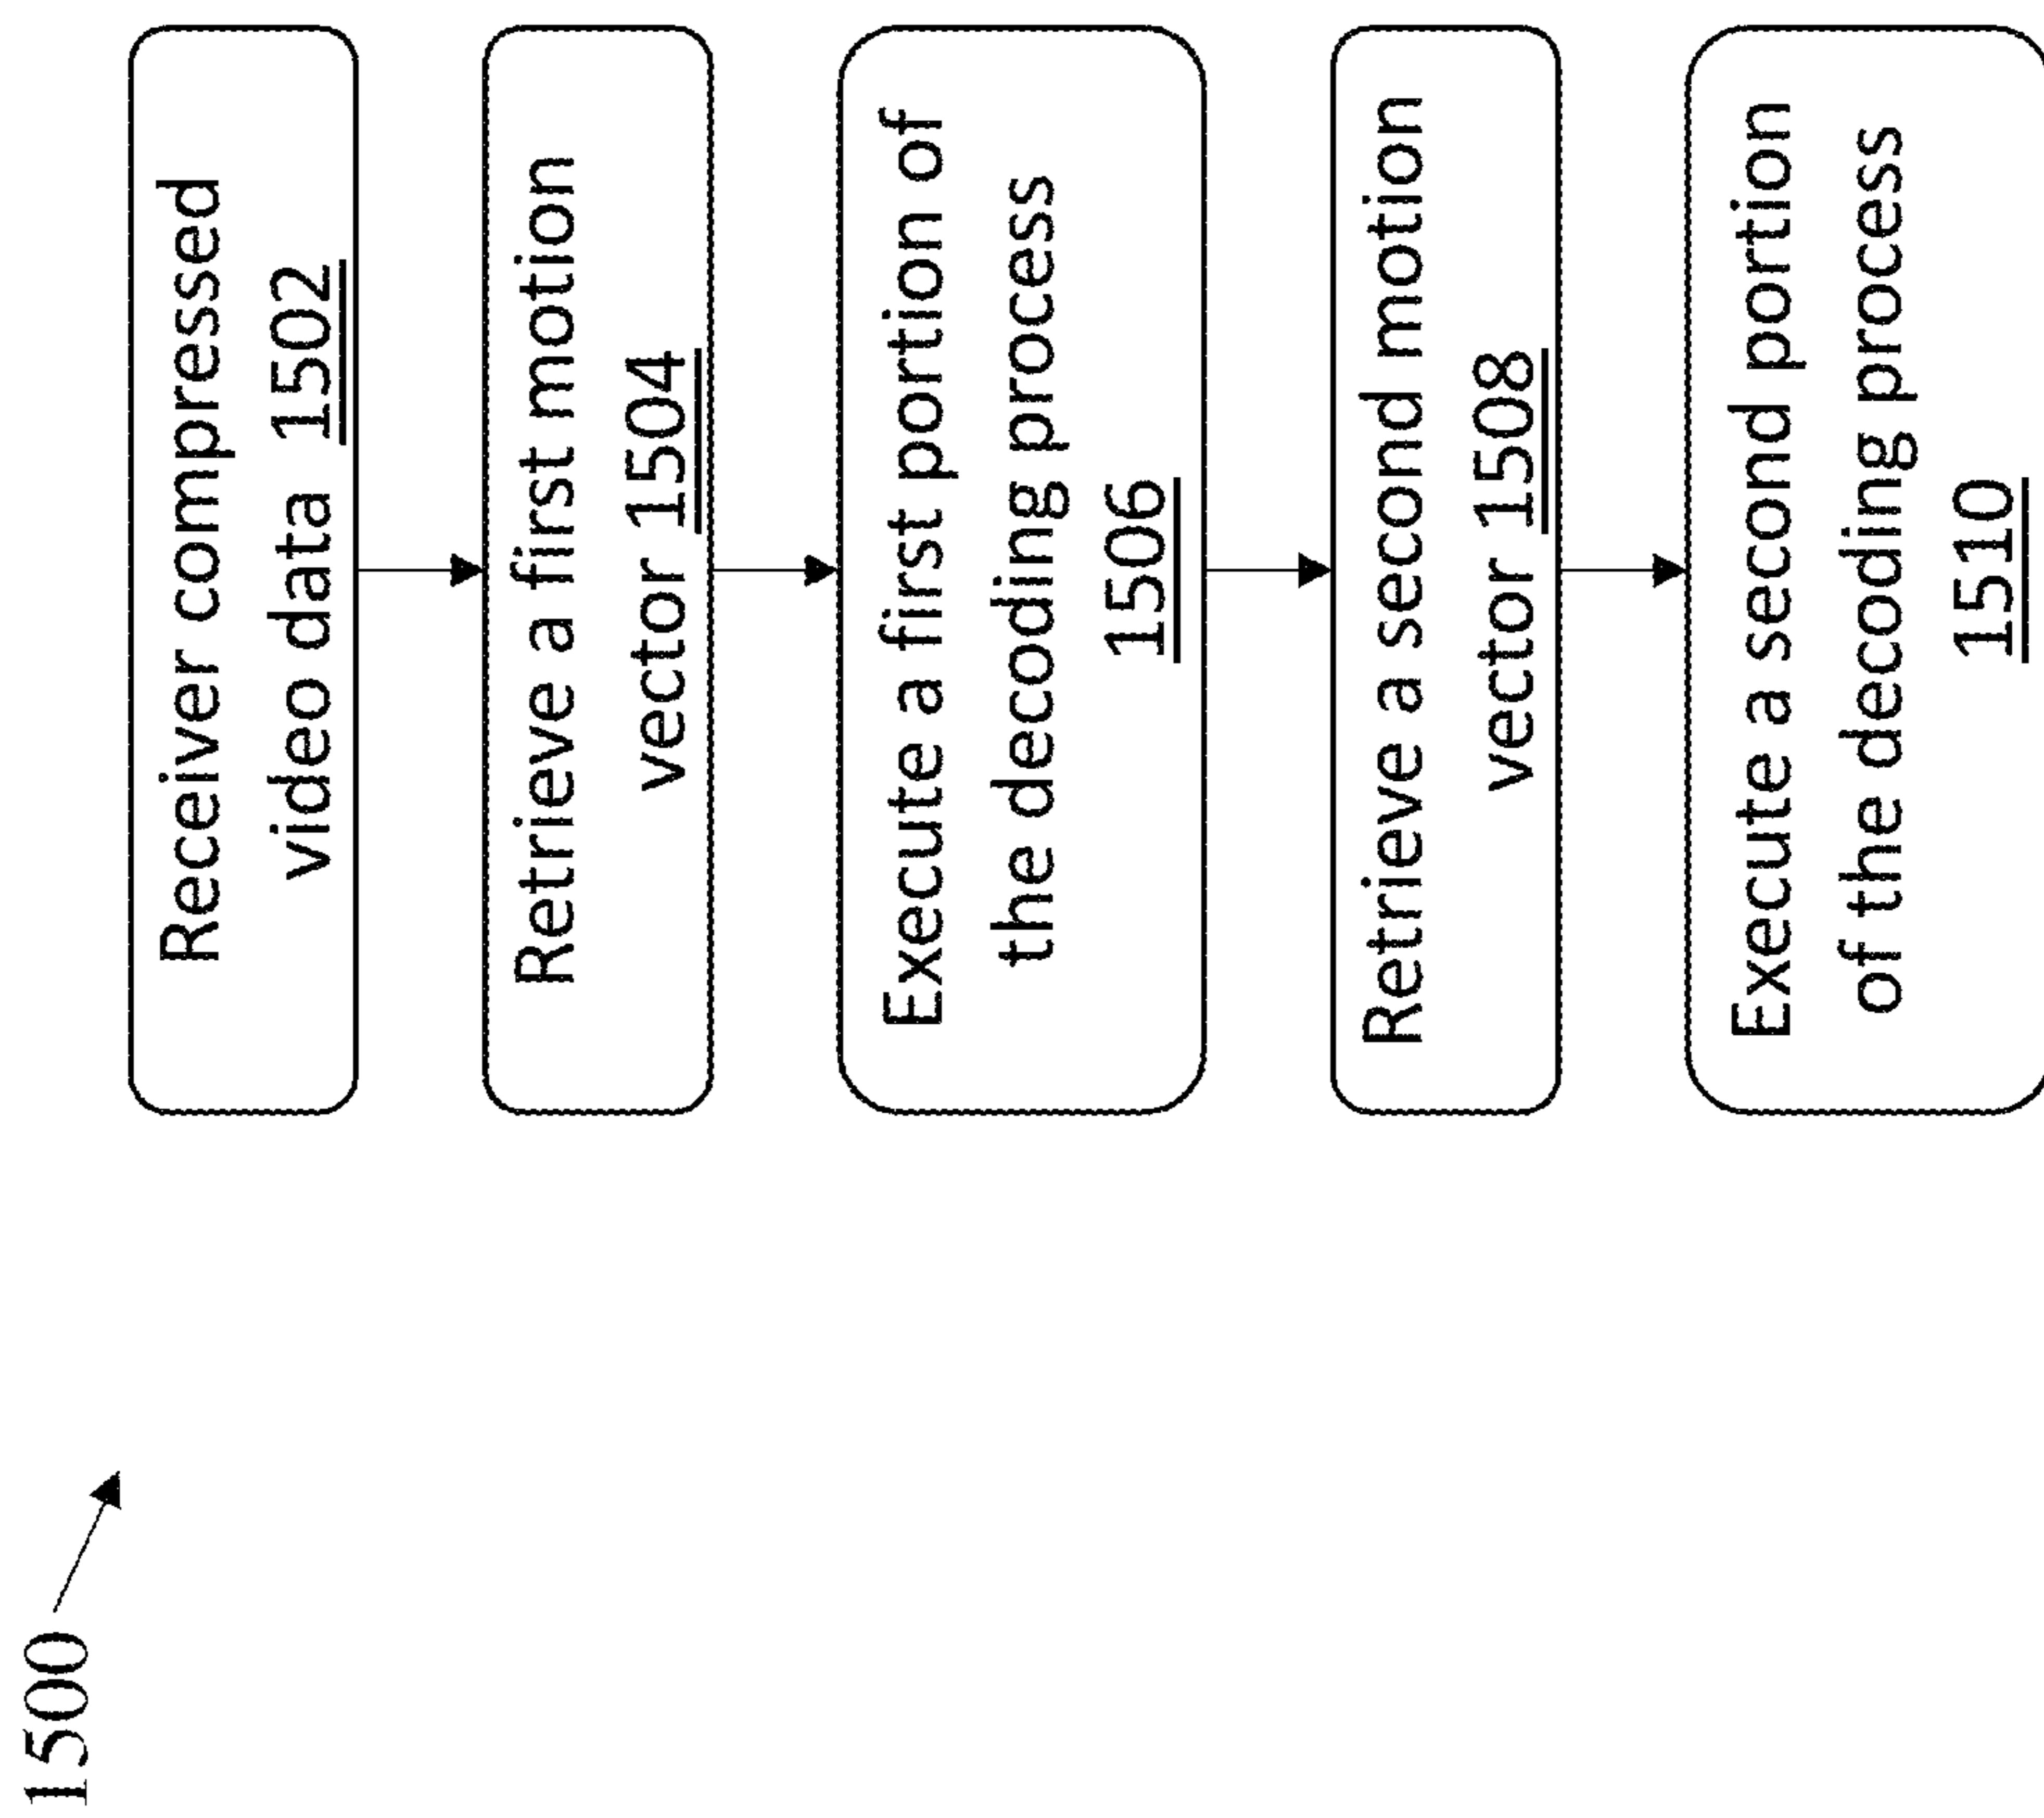 1500
Receiver compressed
video data 1502
Retrieve a first motion
vector 1504
Execute a first portion of
the decoding process
1506
Retrieve a second motion
vector 1508
Execute a second portion
of the decoding process
1510